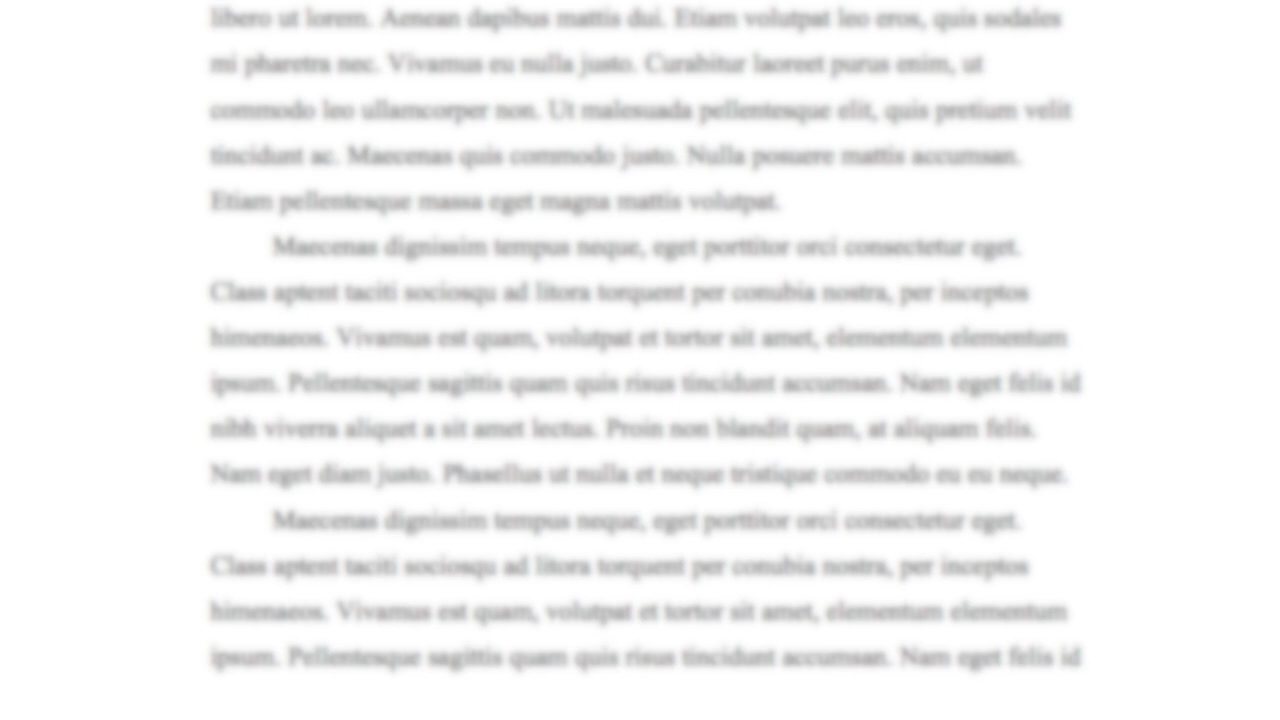 libero ut lorem. Aenean dapibus mattis dui. Etiam volutpat leo eros, quis sodales
mi pharetra nec. Vivamus eu nulla justo. Curabitur laoreet purus enim, ut
commodo leo ullamcorper non. Ut malesuada pellentesque elit, quis pretium velit
tincidunt ac. Maecenas quis commodo justo. Nulla posuere mattis accumsan.
Etiam pellentesque massa eget magna mattis volutpat.
Maecenas dignissim tempus neque, eget porttitor orci consectetur eget.
Class aptent taciti sociosqu ad litora torquent per conubia nostra, per inceptos
himenaeos. Vivamus est quam, volutpat et tortor sit amet, elementum elementum
ipsum. Pellentesque sagittis quam quis risus tincidunt accumsan. Nam eget felis id
nibh viverra aliquet a sit amet lectus. Proin non blandit quam, at aliquam felis.
Nam eget diam justo. Phasellus ut nulla et neque tristique commodo eu eu neque.
Maecenas dignissim tempus neque, eget porttitor orci consectetur eget.
Class aptent taciti sociosqu ad litora torquent per conubia nostra, per inceptos
himenaeos. Vivamus est quam, volutpat et tortor sit amet, elementum elementum
ipsum. Pellentesque sagittis quam quis risus tincidunt accumsan. Nam eget felis id